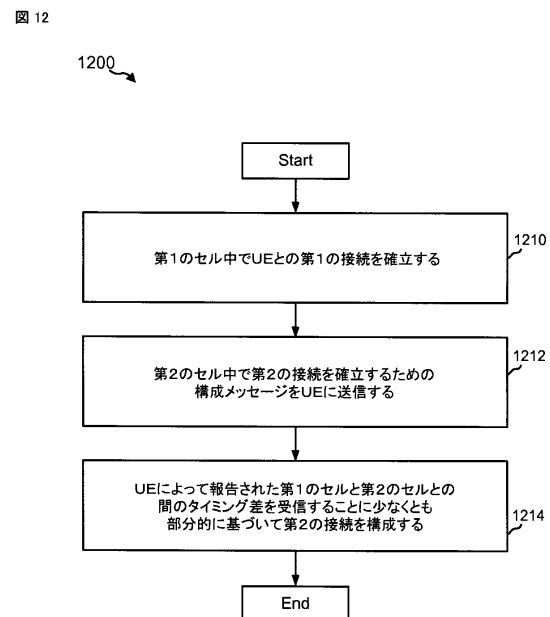 図 12
1200
Start
第1のセル中でUEとの第1の接続を確立する
1210
第2のセル中で第2の接続を確立するための
構成メッセージをUEに送信する
1212
UEによって報告された第1のセルと第2のセルとの
間のタイミング差を受信することに少なくとも
部分的に基づいて第2の接続を構成する
1214
End